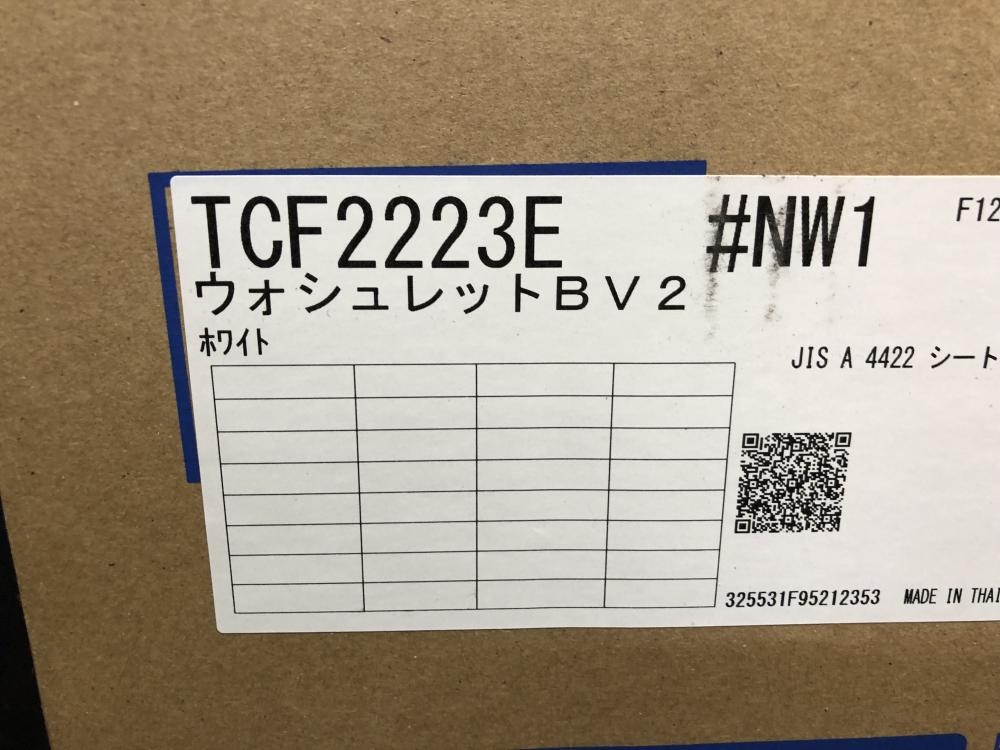 TCF2223E #NW1 F12
ウォシュレットＢＶ２
ﾎﾜｲﾄ
JIS A 4422 シート
325531F95212353 MADE IN THAI